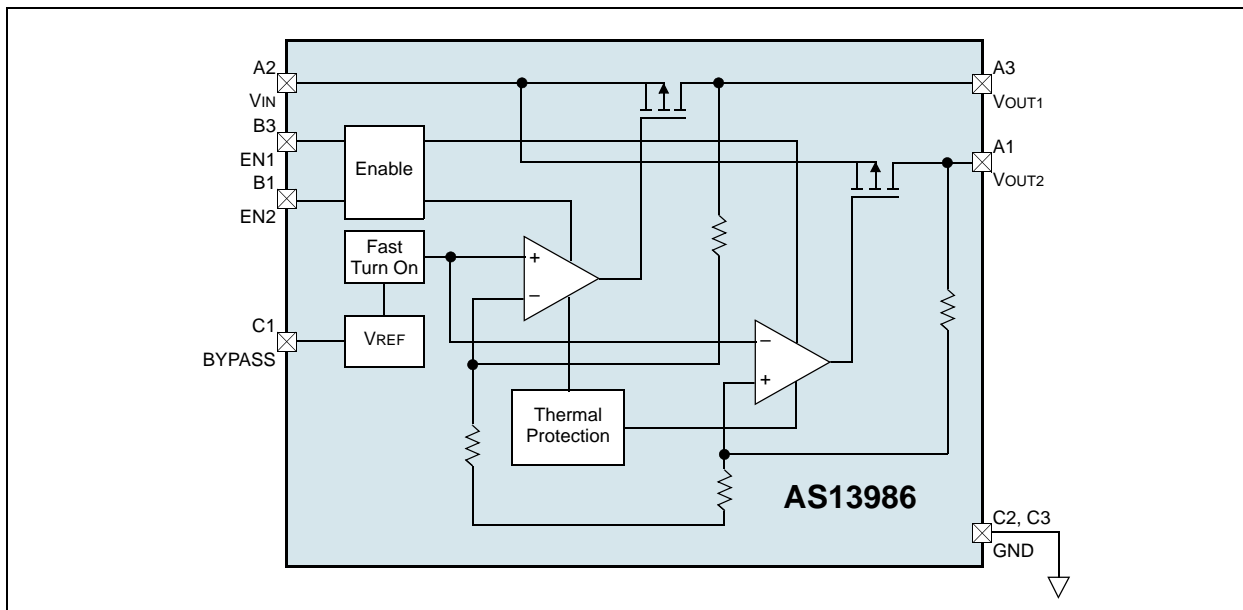 A2
VIN
B3
EN1
B1
EN2
Enable
Fast
Turn On
C1
BYPASS
VREF
+
−
−
+
Thermal
Protection
A3
VOUT1
A1
VOUT2
AS13986
C2, C3
GND